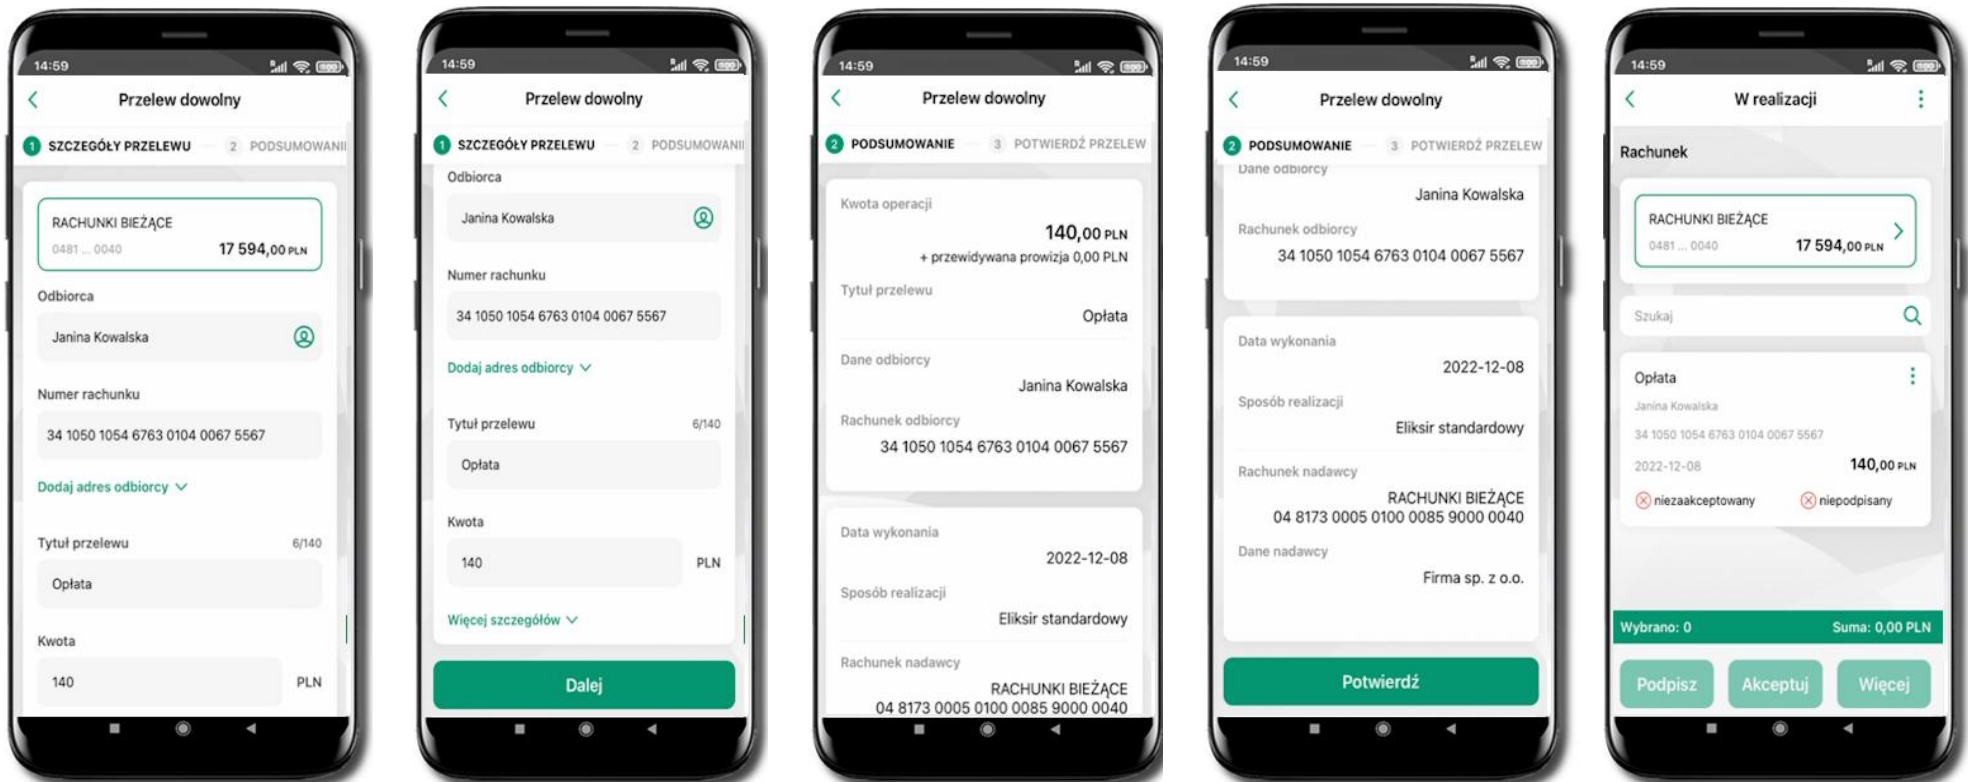 14:59
Przelew dowolny
1 SZCZEGÓŁY PRZELEWU 2 PODSUMOWANI
RACHUNKI BIEŻĄCE
0481 ... 0040 17 594,00 PLN
Odbiorca
Janina Kowalska
Numer rachunku
34 1050 1054 6763 0104 0067 5567
Dodaj adres odbiorcy
Tytuł przelewu 6/140
Opłata
Kwota
140 PLN
14:59
Przelew dowolny
1 SZCZEGÓŁY PRZELEWU 2 PODSUMOWANI
Odbiorca
Janina Kowalska
Numer rachunku
34 1050 1054 6763 0104 0067 5567
Dodaj adres odbiorcy
Tytuł przelewu 6/140
Opłata
Kwota
140 PLN
Więcej szczegółów
Dalej
14:59
Przelew dowolny
2 PODSUMOWANIE 3 POTWIERDŹ PRZELEW
Kwota operacji
140,00 PLN
+ przewidywana prowizja 0,00 PLN
Tytuł przelewu
Opłata
Dane odbiorcy
Janina Kowalska
Rachunek odbiorcy
34 1050 1054 6763 0104 0067 5567
Data wykonania
2022-12-08
Sposób realizacji
Eliksir standardowy
Rachunek nadawcy
RACHUNKI BIEŻĄCE
04 8173 0005 0100 0085 9000 0040
14:59
Przelew dowolny
2 PODSUMOWANIE 3 POTWIERDŹ PRZELEW
Dane odbiorcy
Janina Kowalska
Rachunek odbiorcy
34 1050 1054 6763 0104 0067 5567
Data wykonania
2022-12-08
Sposób realizacji
Eliksir standardowy
Rachunek nadawcy
RACHUNKI BIEŻĄCE
04 8173 0005 0100 0085 9000 0040
Dane nadawcy
Firma sp. z o.o.
Potwierdź
14:59
W realizacji
Rachunek
RACHUNKI BIEŻĄCE
0481 ... 0040 17 594,00 PLN
Szukaj
Opłata
Janina Kowalska
34 1050 1054 6763 0104 0067 5567
2022-12-08 140,00 PLN
niezaakceptowany niepodpisany
Wybrano: 0 Suma: 0,00 PLN
Podpisz Akceptuj Więcej